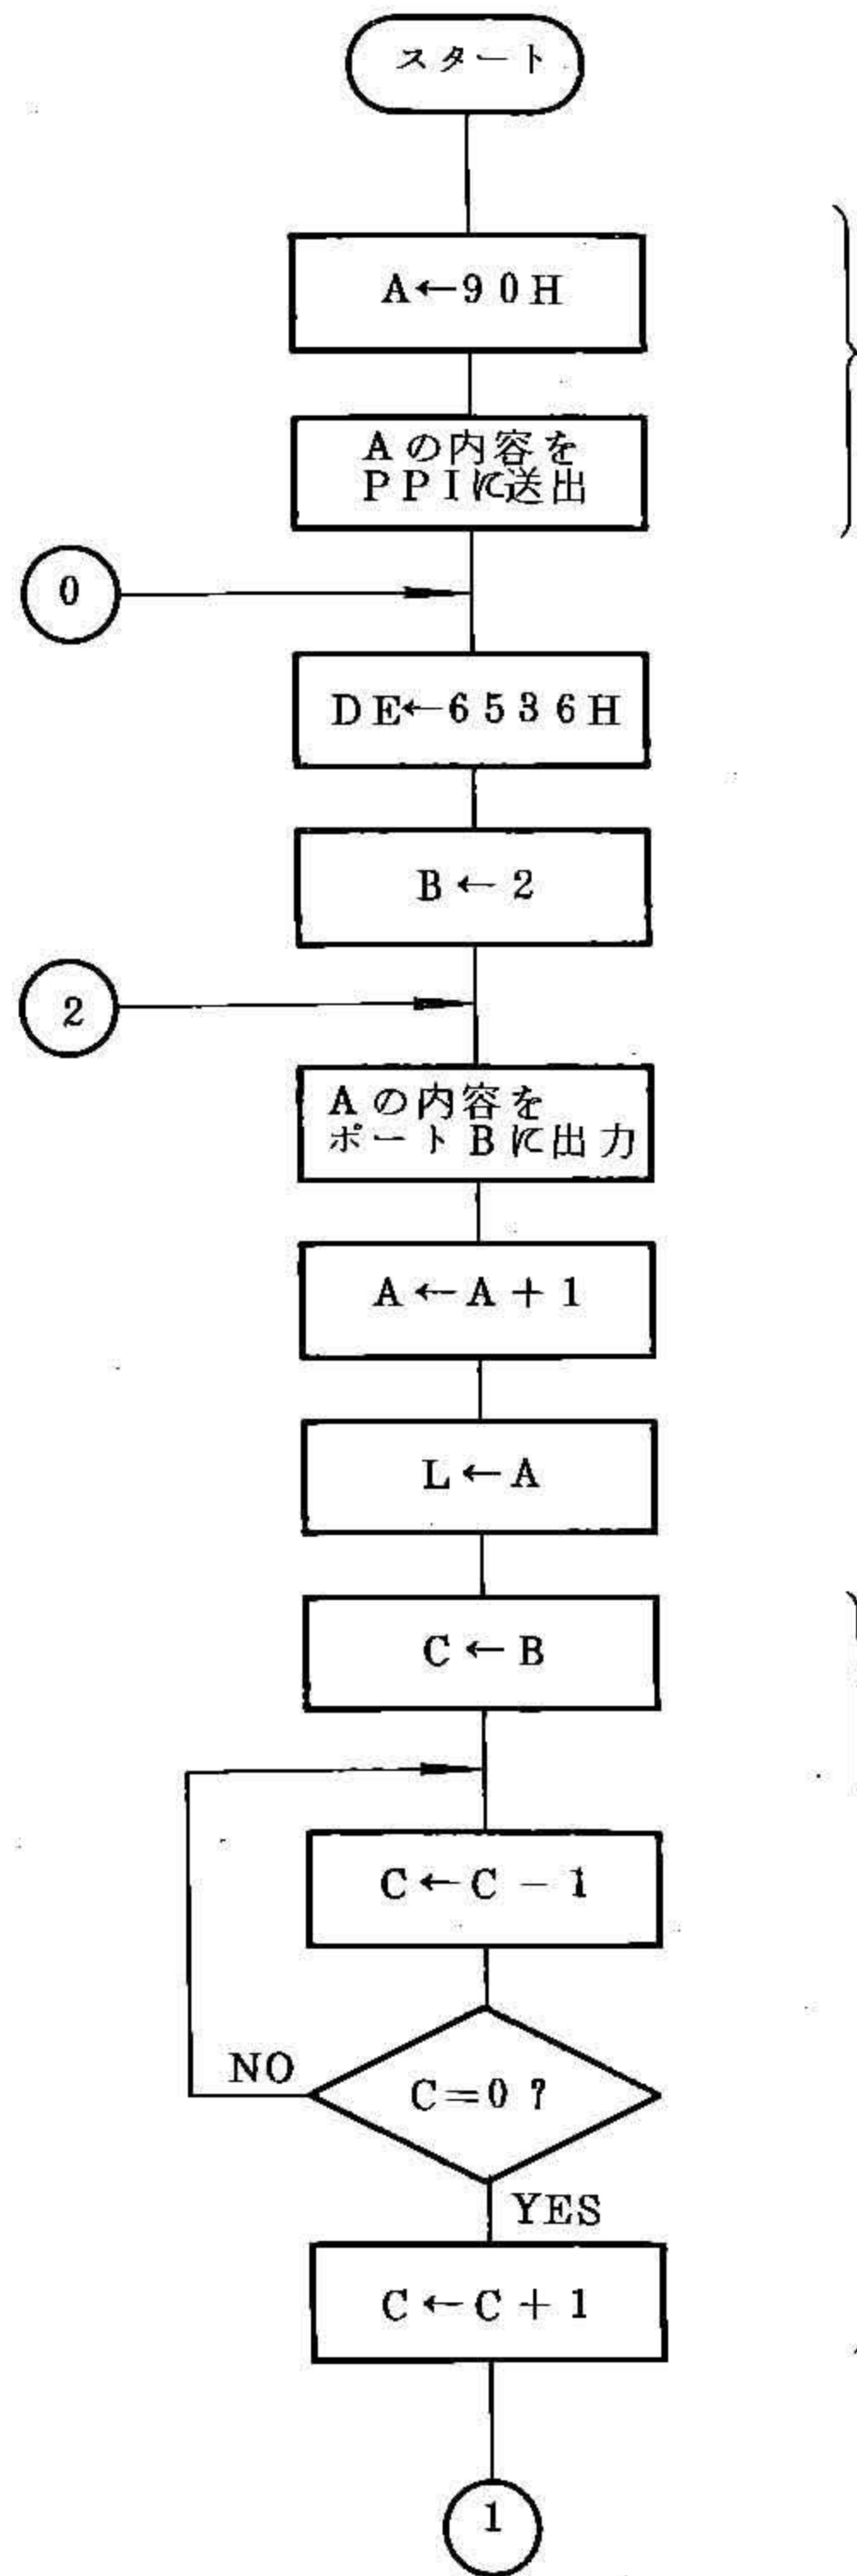 スタート
A←90H
Aの内容を
PPIに送出
0
DE←6536H
B←2
2
Aの内容を
ポートBに出力
A←A+1
L←A
C←B
C←C-1
NO
C=0?
YES
C←C+1
1